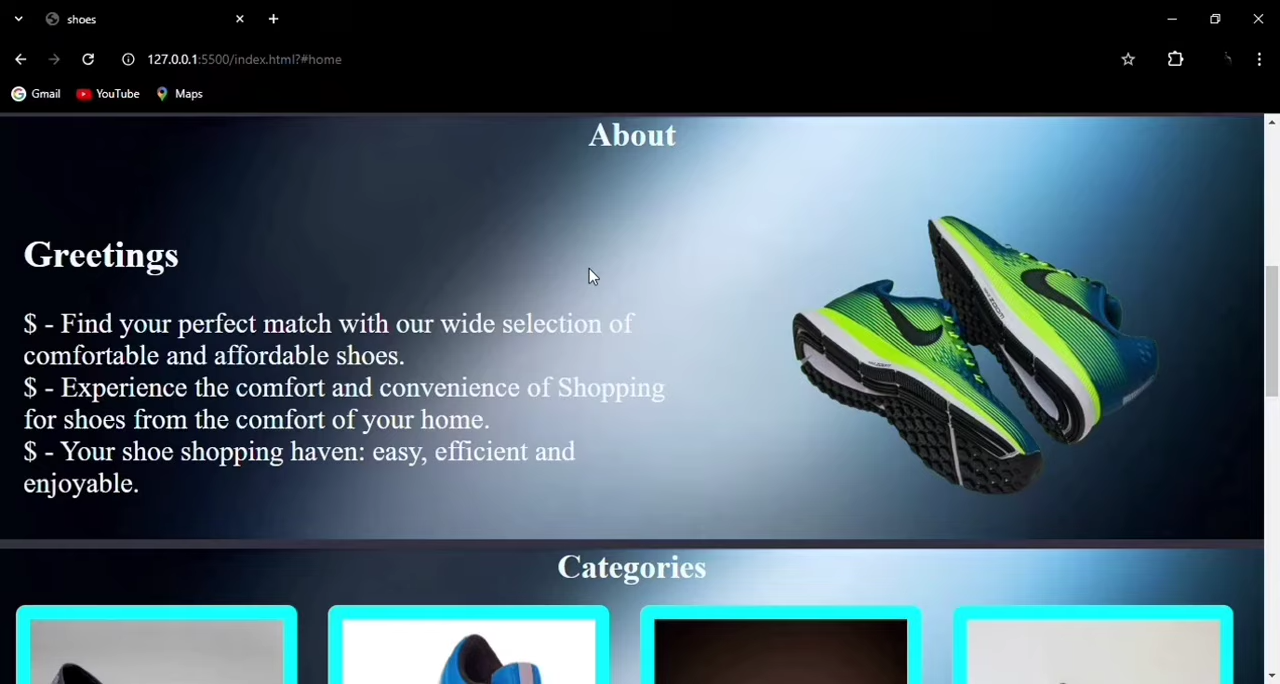 shoes
127.0.0.1:5500/index.html?#home
Gmail YouTube Maps
About
Greetings
$ - Find your perfect match with our wide selection of
comfortable and affordable shoes.
$ - Experience the comfort and convenience of Shopping
for shoes from the comfort of your home.
$ - Your shoe shopping haven: easy, efficient and
enjoyable.
Categories